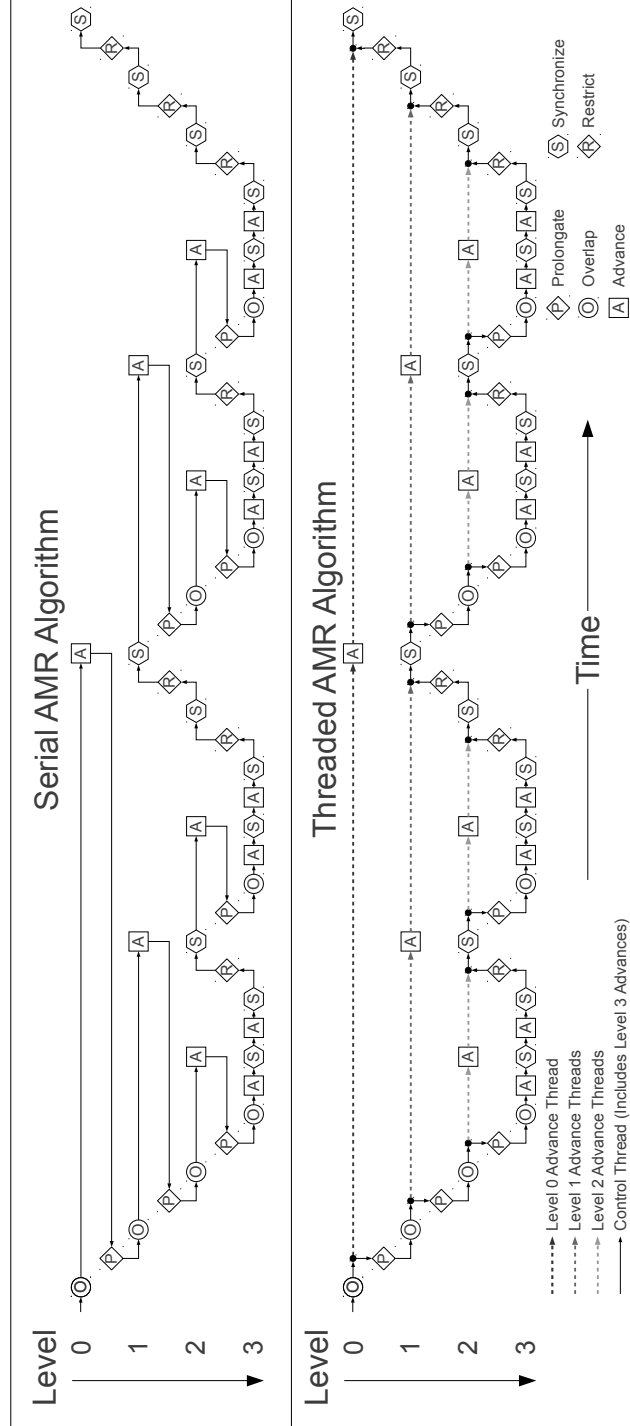 Serial AMR Algorithm
Level
0 O A S
P R
1 O A S A S
P R P R
2 O A S A S O A S A S
P R P R P R P R
3 O A S A S O A S A S O A S A S O A S A S
Threaded AMR Algorithm
Level
0 O A S
P R
1 O A S A S
P R P R
2 O A S A S O A S A S
P R P R P R P R
3 O A S A S O A S A S O A S A S O A S A S
Level 0 Advance Thread
Level 1 Advance Threads
Level 2 Advance Threads
Control Thread (Includes Level 3 Advances)
Time
P Prolongate
O Overlap
A Advance
S Synchronize
R Restrict